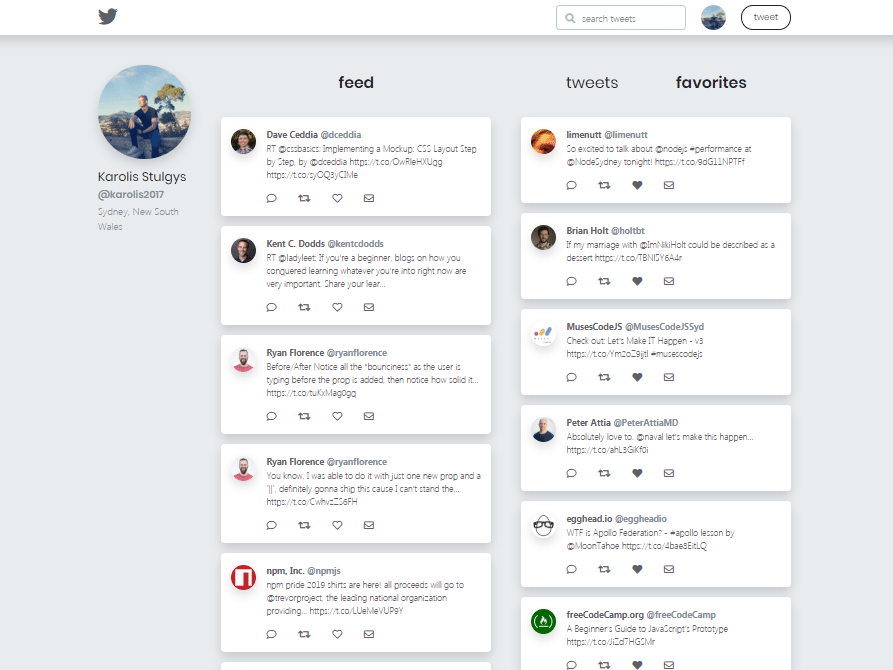 search tweets
tweet
Karolis Stulgys
@karolis2017
Sydney, New South
Wales
feed
Dave Ceddia @dceddia
RT @cssbasics: Implementing a Mockup: CSS Layout Step
by Step, by @dceddia https://t.co/OwRleHXUgg
https://t.co/syOQ3yCIMe
Kent C. Dodds @kentcdodds
RT @ladyleet: If you're a beginner, blogs on how you
conquered learning whatever you're into right now are
very important. Share your lear...
Ryan Florence @ryanflorence
Before/After Notice all the "bounciness" as the user is
typing before the prop is added, then notice how solid it...
https://t.co/tuKxMag0gg
Ryan Florence @ryanflorence
You know, I was able to do it with just one new prop and a
'||', definitely gonna ship this cause I can't stand the...
https://t.co/CwhvzZS6FH
npm, Inc. @npmjs
npm pride 2019 shirts are here! all proceeds will go to
@trevorproject, the leading national organization
providing... https://t.co/LUeMeVUP9Y
tweets
favorites
limenutt @limenutt
So excited to talk about @nodejs #performance at
@NodeSydney tonight! https://t.co/9dG11NPTFf
Brian Holt @holtbt
If my marriage with @ImNikiHolt could be described as a
dessert https://t.co/TBNlSY6A4r
MusesCodeJS @MusesCodeJSSyd
Check out: Let's Make IT Happen - v3
https://t.co/Ym2oZ9ijtl #musescodejs
Peter Attia @PeterAttiaMD
Absolutely love to. @naval let's make this happen...
https://t.co/ahL3GiKf0i
egghead.io @eggheadio
WTF is Apollo Federation? - #apollo lesson by
@MoonTahoe https://t.co/4bae8EitLQ
freeCodeCamp.org @freeCodeCamp
A Beginner's Guide to JavaScript's Prototype
https://t.co/JiZd7HGSMr